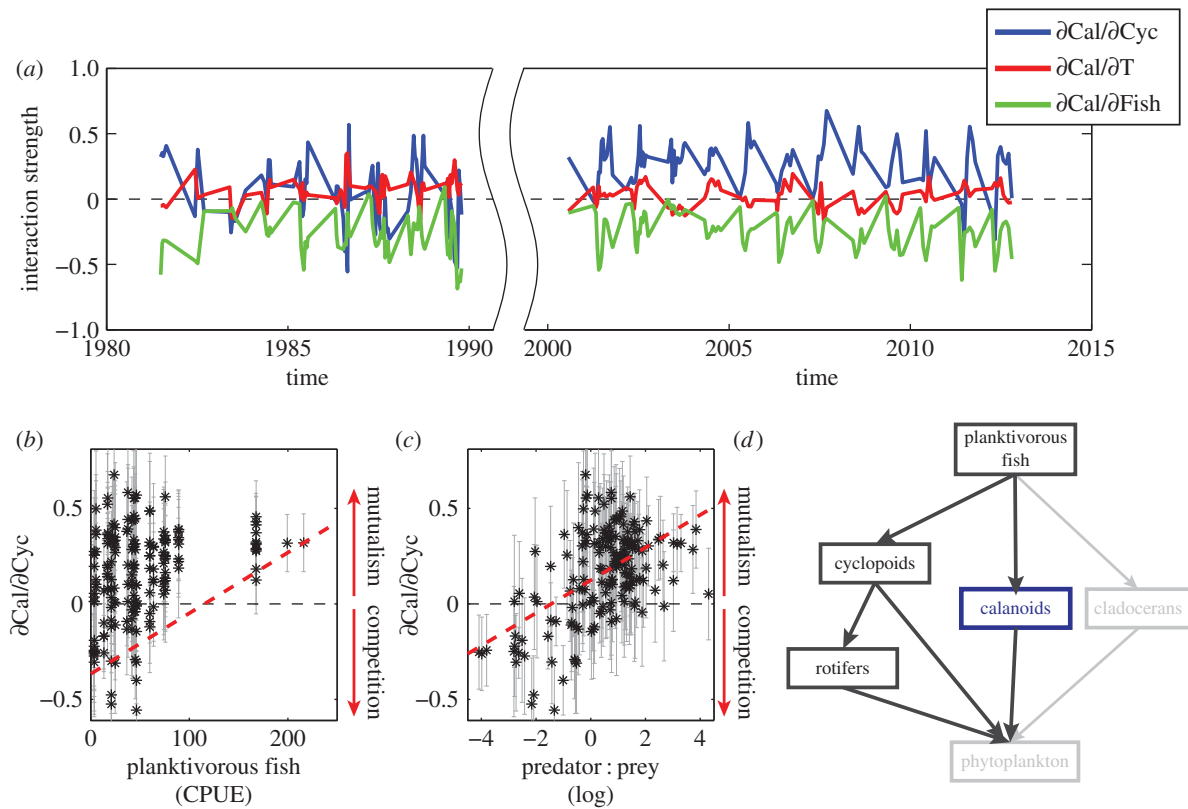 ∂Cal/∂Cyc
∂Cal/∂T
∂Cal/∂Fish
(a)
1.0
0.5
0
−0.5
−1.0
interaction strength
1980
1985
1990
2000
2005
2010
2015
time
time
(b)
0.5
0
−0.5
∂Cal/∂Cyc
0
100
200
planktivorous fish
(CPUE)
mutualism
competition
(c)
0.5
0
−0.5
∂Cal/∂Cyc
−4
−2
0
2
4
predator : prey
(log)
mutualism
competition
(d)
planktivorous
fish
cyclopoids
calanoids
cladocerans
rotifers
phytoplankton